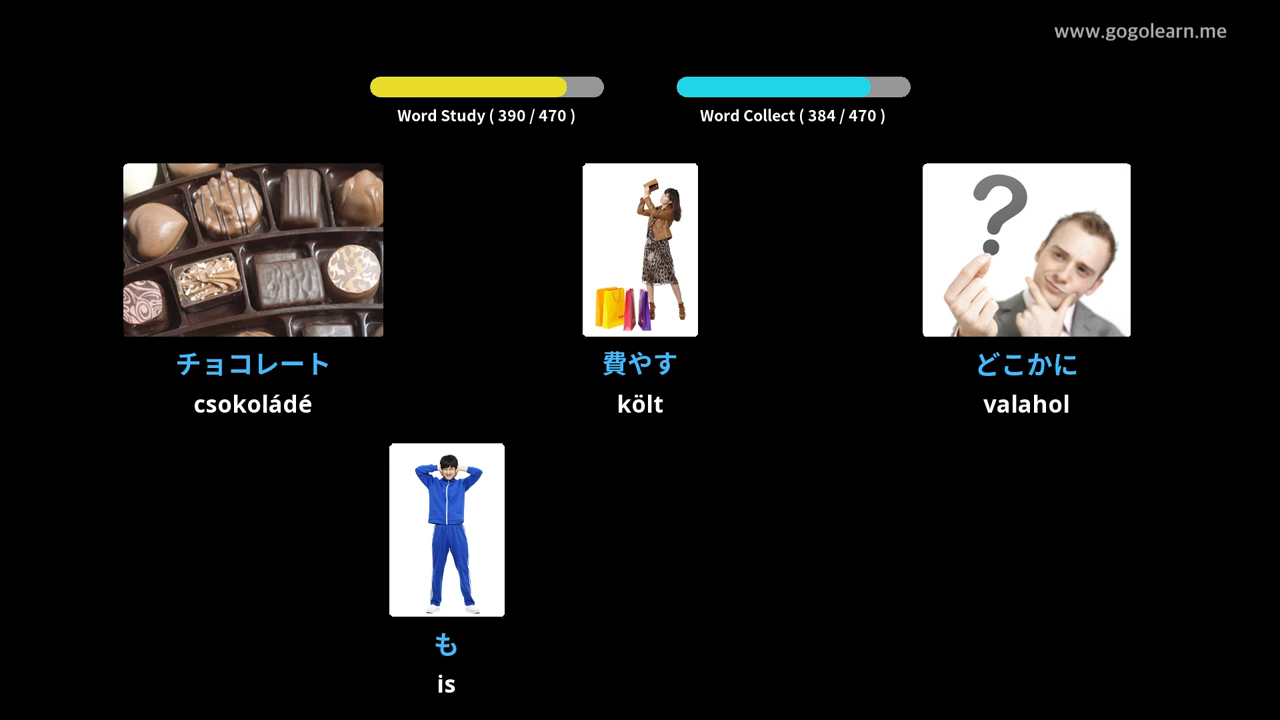 www.gogolearn.me
Word Study ( 390 / 470 )
Word Collect ( 384 / 470 )
チョコレート
csokoládé
費やす
költ
どこかに
valahol
も
is